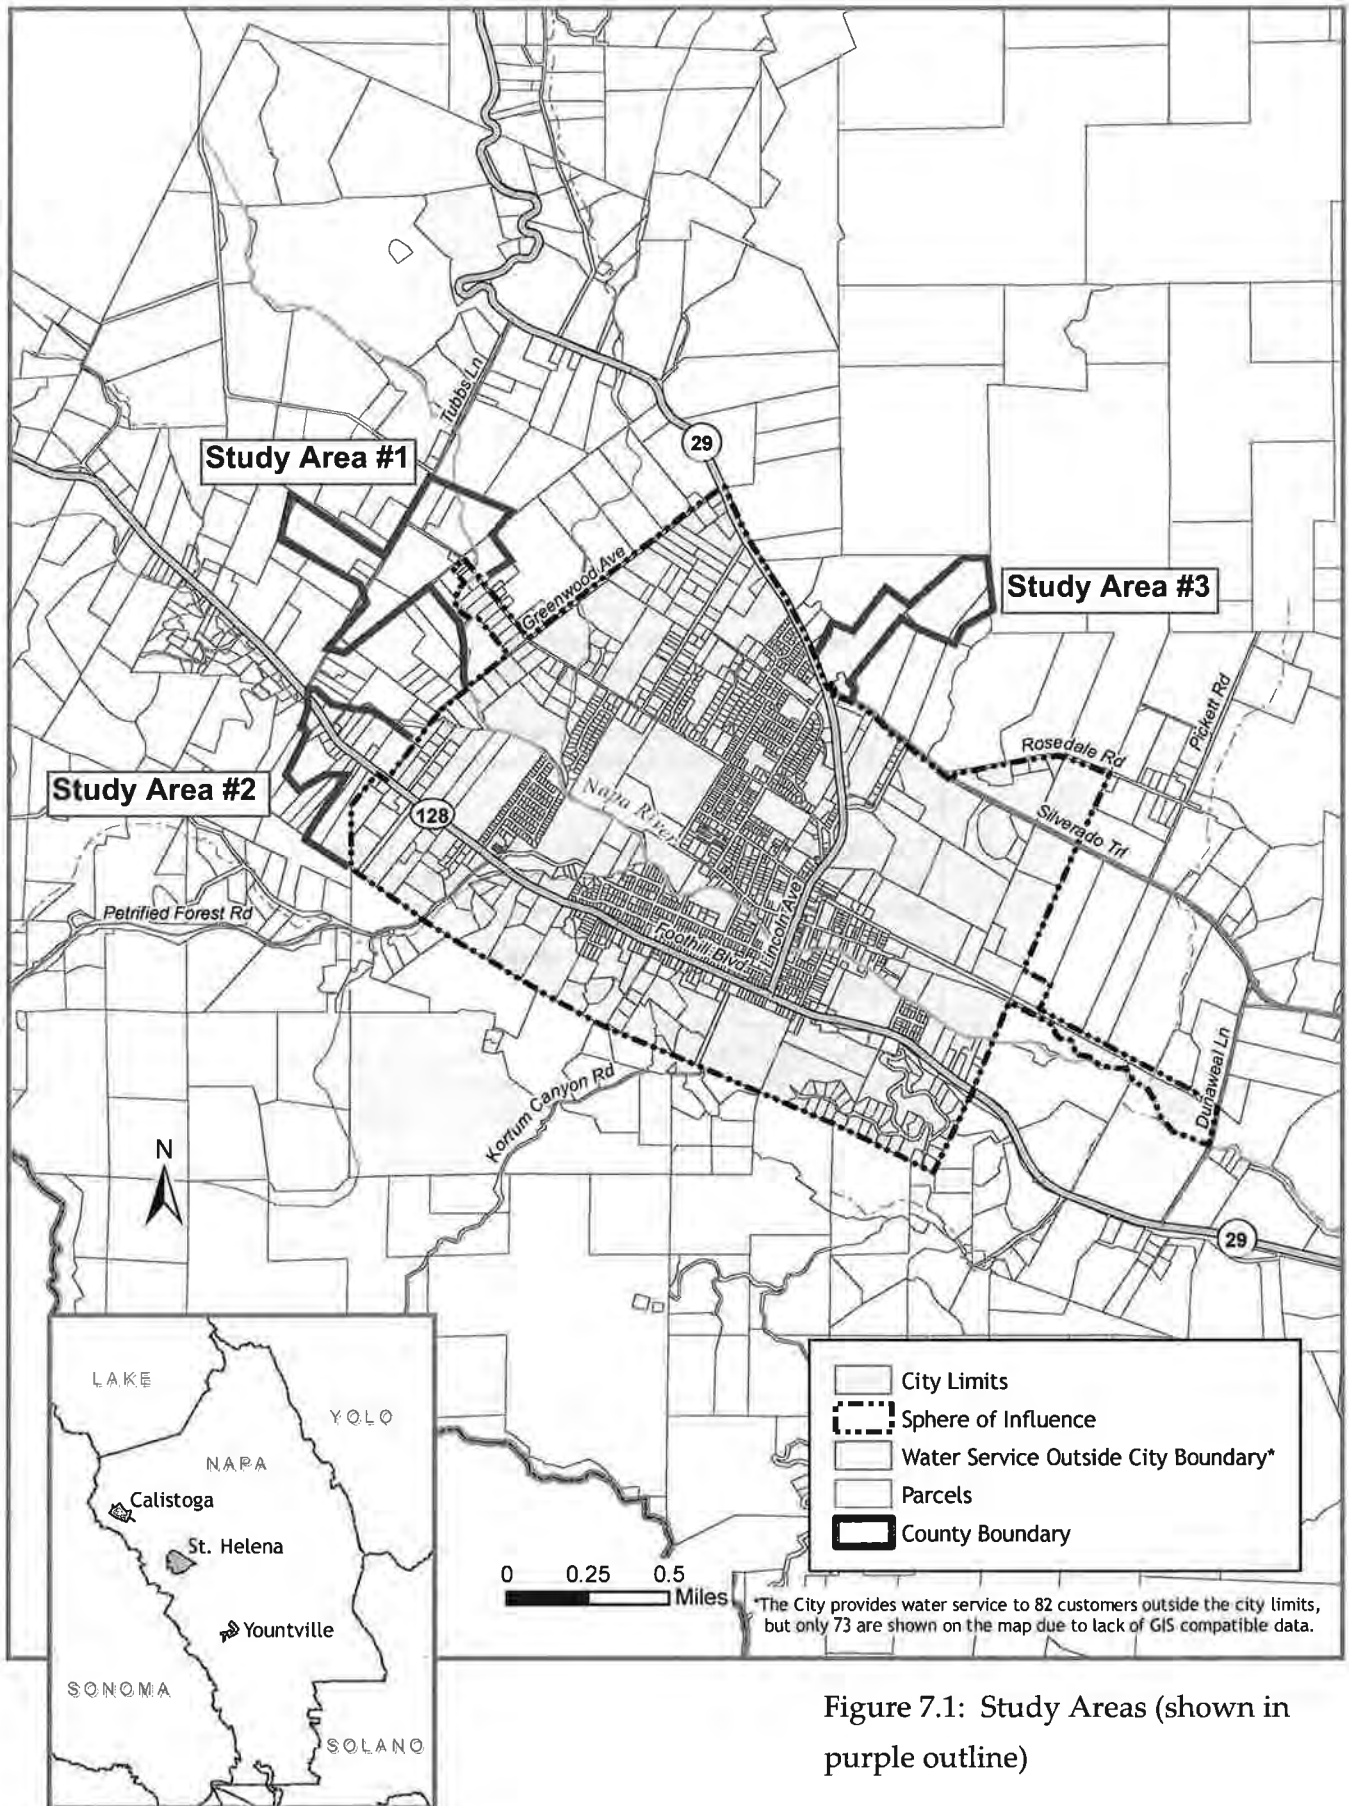 Tubbs Ln
29
Study Area #1
Greenwood Ave
Study Area #3
Pickett Rd
Rosedale Rd
Study Area #2
128
Napa River
Silverado Trl
Petrified Forest Rd
Lincoln Ave
Foothill Blvd
Dunaweal Ln
Kortum Canyon Rd
N
29
LAKE
YOLO
NAPA
Calistoga
St. Helena
Yountville
SONOMA
SOLANO
City Limits
Sphere of Influence
Water Service Outside City Boundary*
Parcels
County Boundary
0 0.25 0.5
Miles
*The City provides water service to 82 customers outside the city limits,
but only 73 are shown on the map due to lack of GIS compatible data.
Figure 7.1: Study Areas (shown in
purple outline)